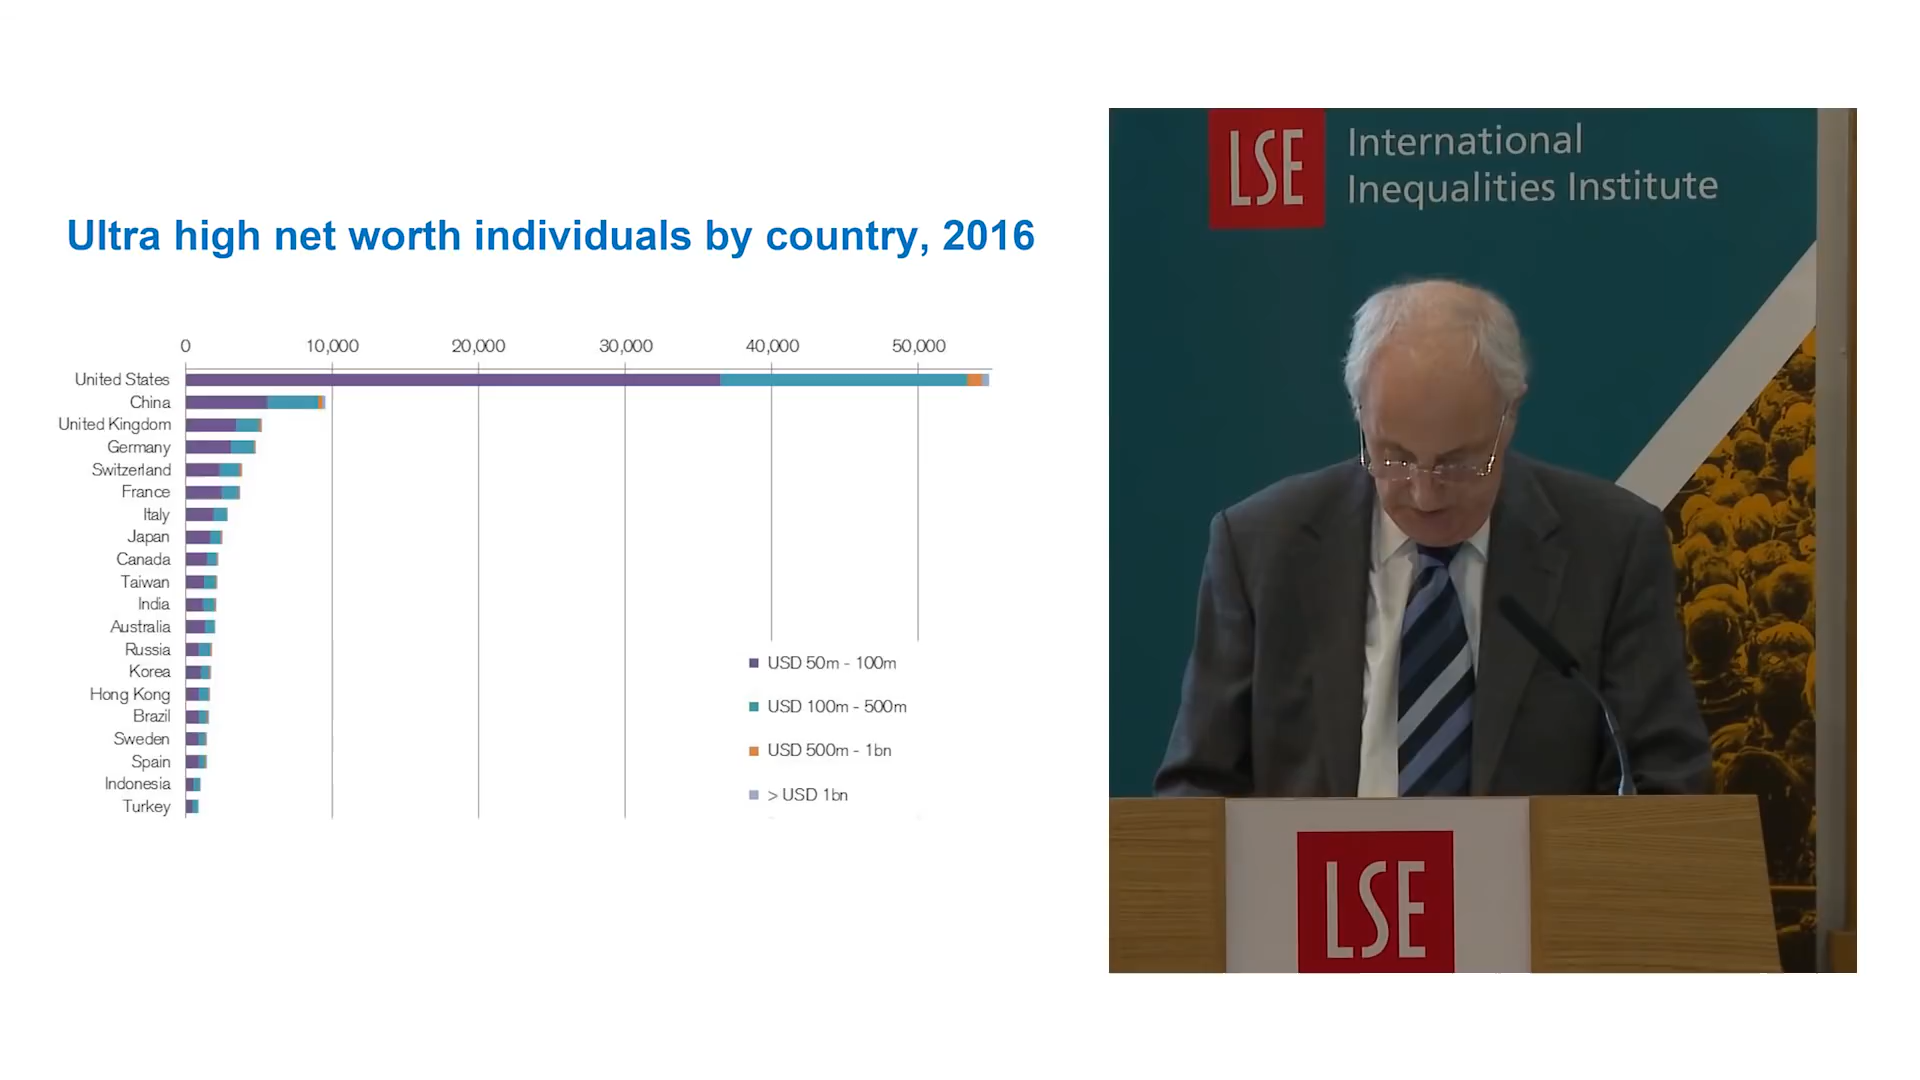 Ultra high net worth individuals by country, 2016
0 10,000 20,000 30,000 40,000 50,000
United States
China
United Kingdom
Germany
Switzerland
France
Italy
Japan
Canada
Taiwan
India
Australia
Russia
Korea
Hong Kong
Brazil
Sweden
Spain
Indonesia
Turkey
USD 50m - 100m
USD 100m - 500m
USD 500m - 1bn
> USD 1bn
LSE
International
Inequalities Institute
LSE